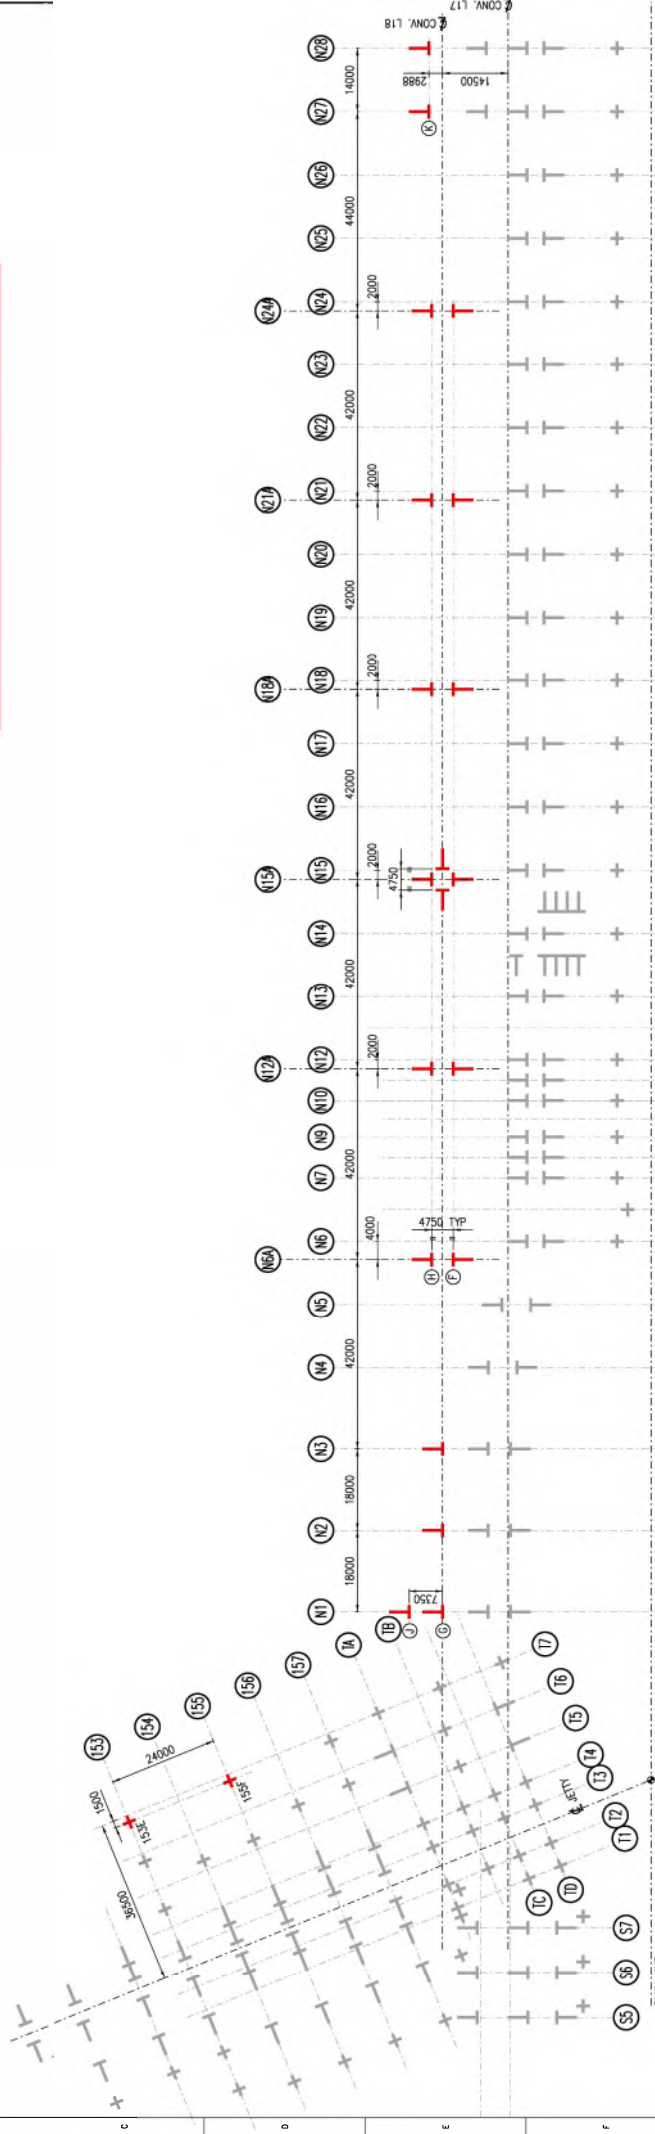 CONV. L18
CONV. L17
N28
14000
2988
14500
N27
K
N26
44000
N25
N24A
N24
2000
N23
42000
N22
N21A
N21
2000
N20
42000
N19
N18A
N18
2000
N17
42000
N16
N15A
N15
2000
4750
N14
42000
N13
N12A
N12
2000
N10
N9
42000
N7
N6A
N6
4000
4750 TYP
H
F
N5
42000
N4
N3
18000
N2
18000
N1
7350
J
G
TB
TA
157
156
155
154
153
24000
1500
153E
155F
36500
T7
T6
T5
T4
T3
JETTY
T2
T1
TC
TD
S7
S6
S5
C
D
E
F